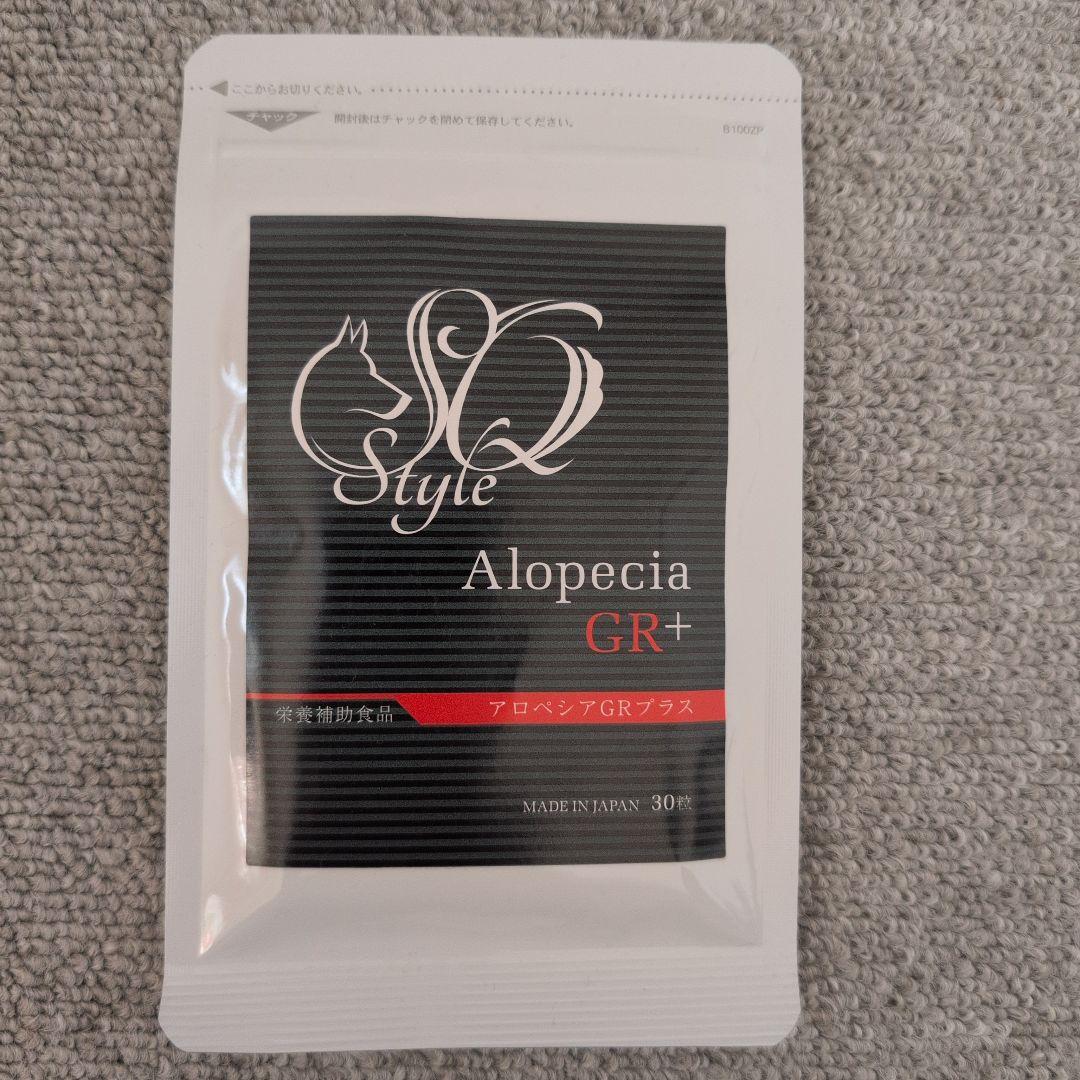 ここからお切りください。
チャック
開封後はチャックを閉めて保存してください。
B100ZP
SQ
Style
Alopecia
GR+
栄養補助食品
アロペシアGRプラス
MADE IN JAPAN 30粒